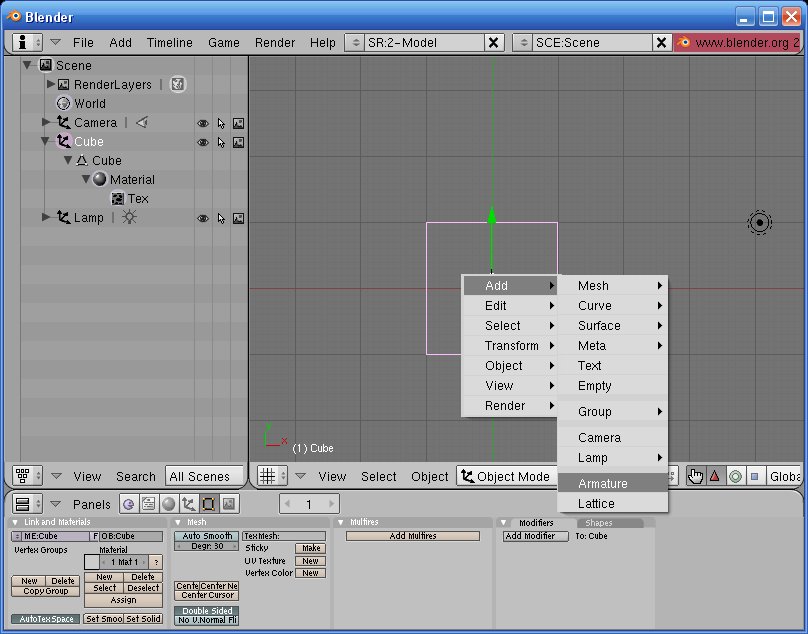 Blender
File Add Timeline Game Render Help SR:2-Model X SCE:Scene X www.blender.org 2
Scene
RenderLayers
World
Camera
Cube
Cube
Material
Tex
Lamp
Add
Edit
Select
Transform
Object
View
Render
Mesh
Curve
Surface
Meta
Text
Empty
Group
Camera
Lamp
Armature
Lattice
Y
X
(1) Cube
View Search All Scenes
View Select Object Object Mode Globa
Panels 1
Link and Materials
ME:Cube F OB:Cube
Vertex Groups Material
1 Mat 1 ?
New Delete New Delete
Copy Group Select Deselect
Assign
AutoTexSpace Set Smoo Set Solid
Mesh
Auto Smooth TexMesh:
Degr: 30 Sticky Make
UV Texture New
Vertex Color New
Cente Center Ne
Center Cursor
Double Sided
No V.Normal Fli
Multires
Add Multires
Modifiers Shapes
Add Modifier To: Cube